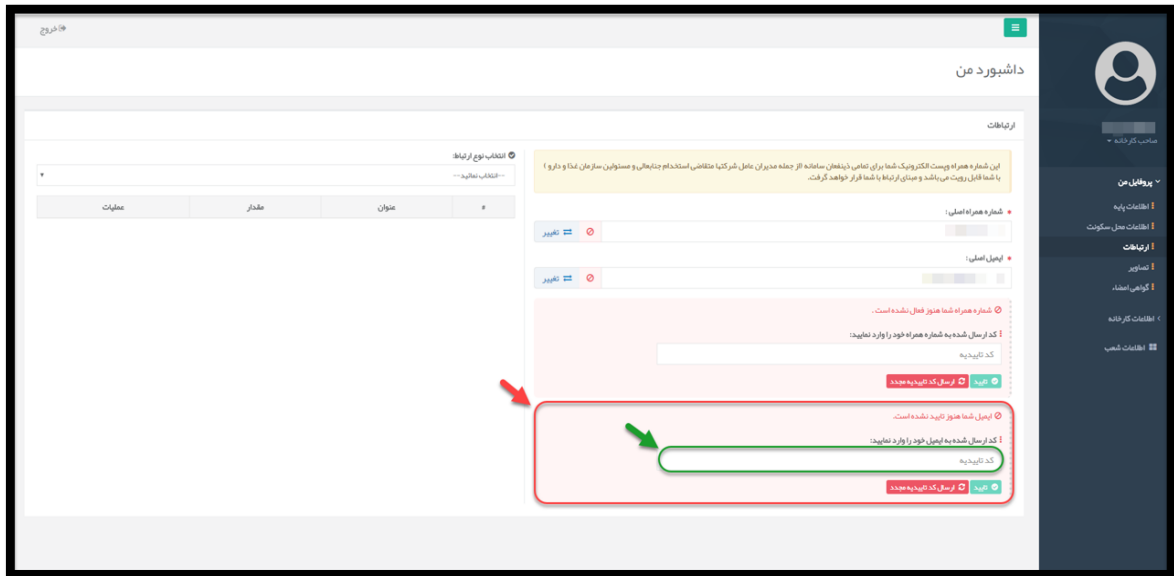 خروج
داشبورد من
صاحب کارخانه
پروفایل من
اطلاعات پایه
اطلاعات محل سکونت
ارتباطات
تصاویر
گواهی امضاء
اطلاعات کارخانه
اطلاعات شعب
ارتباطات
این شماره همراه وپست الکترونیک شما برای تمامی ذینفعان سامانه (از جمله مدیران عامل شرکتها متقاضی استخدام جنابعالی و مسئولین سازمان غذا و دارو )
با شما قابل رویت می باشد و مبنای ارتباط با شما قرار خواهد گرفت.
* شماره همراه اصلی :
تغییر
* ایمیل اصلی :
تغییر
شماره همراه شما هنوز فعال نشده است .
کد ارسال شده به شماره همراه خود را وارد نمایید:
کد تاییدیه
تایید ارسال کد تاییدیه مجدد
ایمیل شما هنوز تایید نشده است.
کد ارسال شده به ایمیل خود را وارد نمایید:
کد تاییدیه
تایید ارسال کد تاییدیه مجدد
انتخاب نوع ارتباط:
---انتخاب نمائید---
# عنوان مقدار عملیات